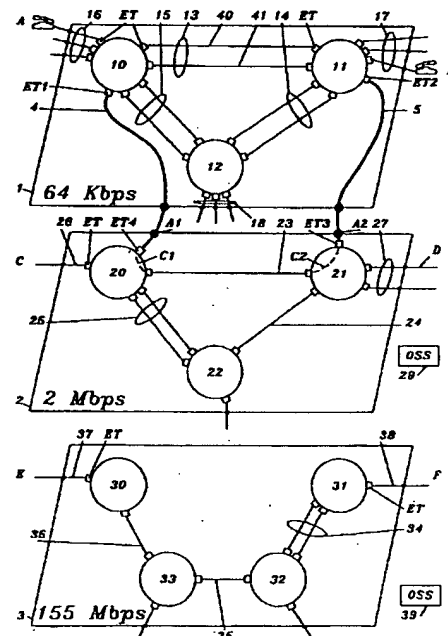 16 ET 15 40 41 14 ET 17
A
10 13 11
ET1 ET2
4 5
12
1 64 Kbps 18
A1 23 ET3 A2 27
26 ET ET4
C C1 C2 D
20 21
25 24
22 OSS
29
2 2 Mbps
37 ET 38
E F
30 31 ET
36 34
33 32 OSS
39
3 155 Mbps
35